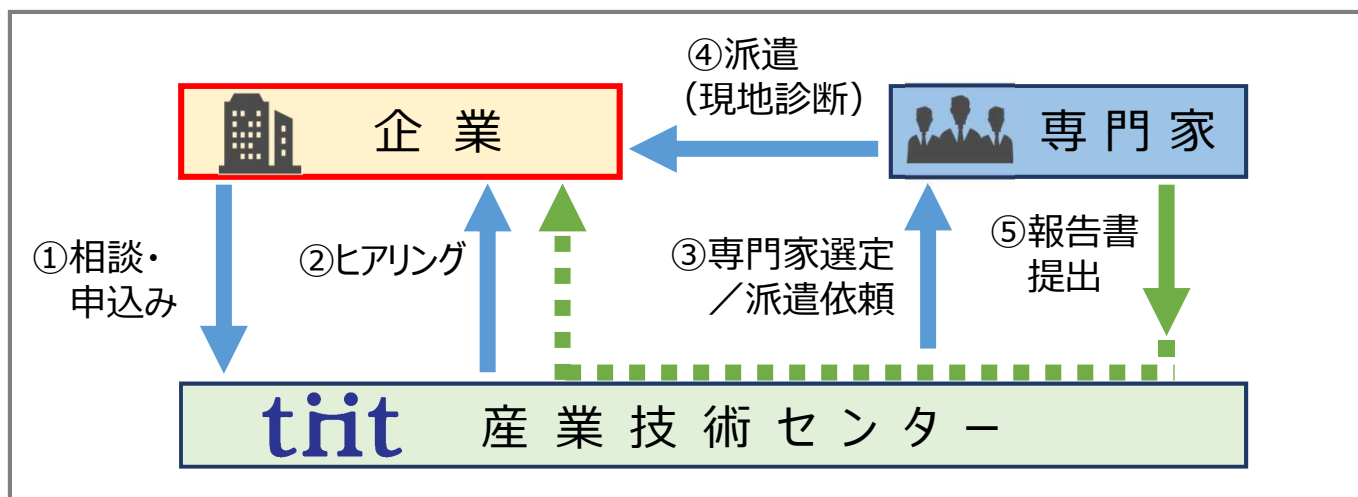 ④派遣
（現地診断）
企業
専門家
①相談・
申込み
②ヒアリング
③専門家選定
／派遣依頼
⑤報告書
提出
tiit 産業技術センター